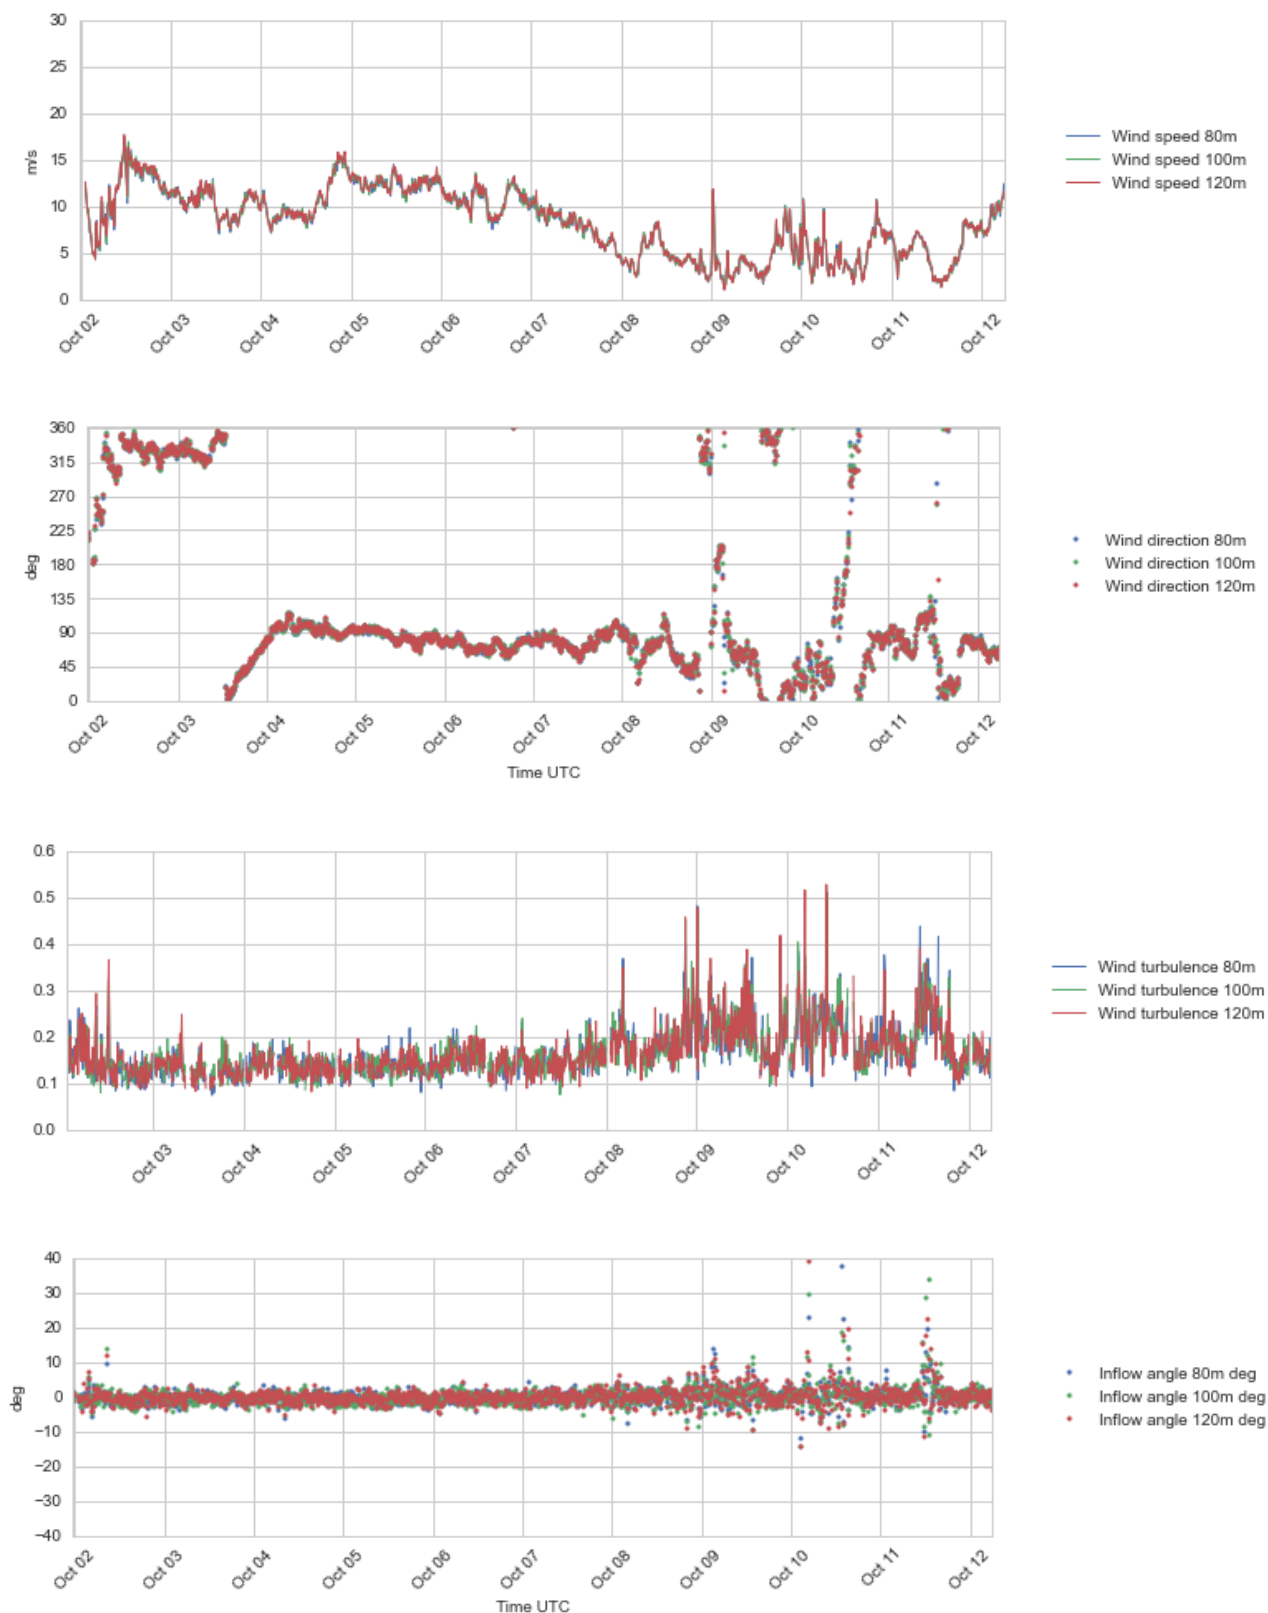 30
25
20
15
10
5
0
m/s
Oct 02
Oct 03
Oct 04
Oct 05
Oct 06
Oct 07
Oct 08
Oct 09
Oct 10
Oct 11
Oct 12
Wind speed 80m
Wind speed 100m
Wind speed 120m
360
315
270
225
180
135
90
45
0
deg
Oct 02
Oct 03
Oct 04
Oct 05
Oct 06
Oct 07
Oct 08
Oct 09
Oct 10
Oct 11
Oct 12
Time UTC
Wind direction 80m
Wind direction 100m
Wind direction 120m
0.6
0.5
0.4
0.3
0.2
0.1
0.0
Oct 03
Oct 04
Oct 05
Oct 06
Oct 07
Oct 08
Oct 09
Oct 10
Oct 11
Oct 12
Wind turbulence 80m
Wind turbulence 100m
Wind turbulence 120m
40
30
20
10
0
−10
−20
−30
−40
deg
Oct 02
Oct 03
Oct 04
Oct 05
Oct 06
Oct 07
Oct 08
Oct 09
Oct 10
Oct 11
Oct 12
Time UTC
Inflow angle 80m deg
Inflow angle 100m deg
Inflow angle 120m deg